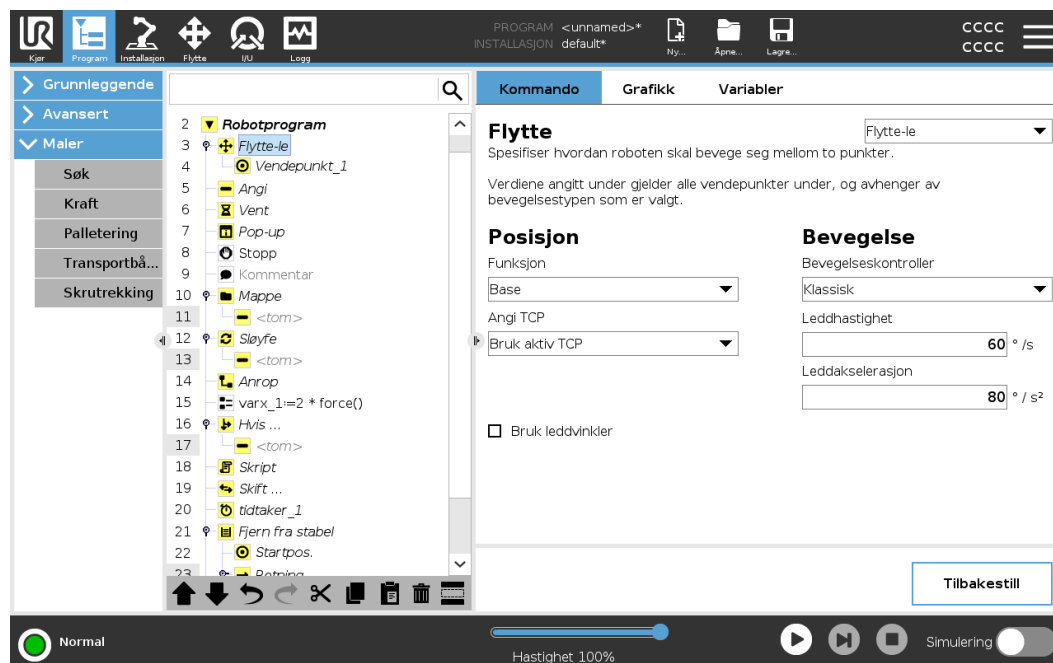 UR
PROGRAM <unnamed>*
INSTALLASJON default*
Kjør
Program
Installasjon
Flytte
I/U
Logg
Ny...
Åpne...
Lagre...
CCCC
CCCC
Grunnleggende
Avansert
Maler
Søk
Kraft
Palletering
Transportbå...
Skrutrekking
2 Robotprogram
3 Flytte-le
4 Vendepunkt_1
5 Angi
6 Vent
7 Pop-up
8 Stopp
9 Kommentar
10 Mappe
11 <tom>
12 Sløyfe
13 <tom>
14 Anrop
15 varx_1:=2 * force()
16 Hvis ...
17 <tom>
18 Skript
19 Skift ...
20 tidtaker_1
21 Fjern fra stabel
22 Startpos.
23 Retning
Kommando
Grafikk
Variabler
Flytte
Flytte-le
Spesifiser hvordan roboten skal bevege seg mellom to punkter.
Verdiene angitt under gjelder alle vendepunkter under, og avhenger av
bevegelsestypen som er valgt.
Posisjon
Funksjon
Base
Angi TCP
Bruk aktiv TCP
Bruk leddvinkler
Bevegelse
Bevegelseskontroller
Klassisk
Leddhastighet
60 ° /s
Leddakselerasjon
80 ° / s²
Tilbakestill
Normal
Hastighet 100%
Simulering